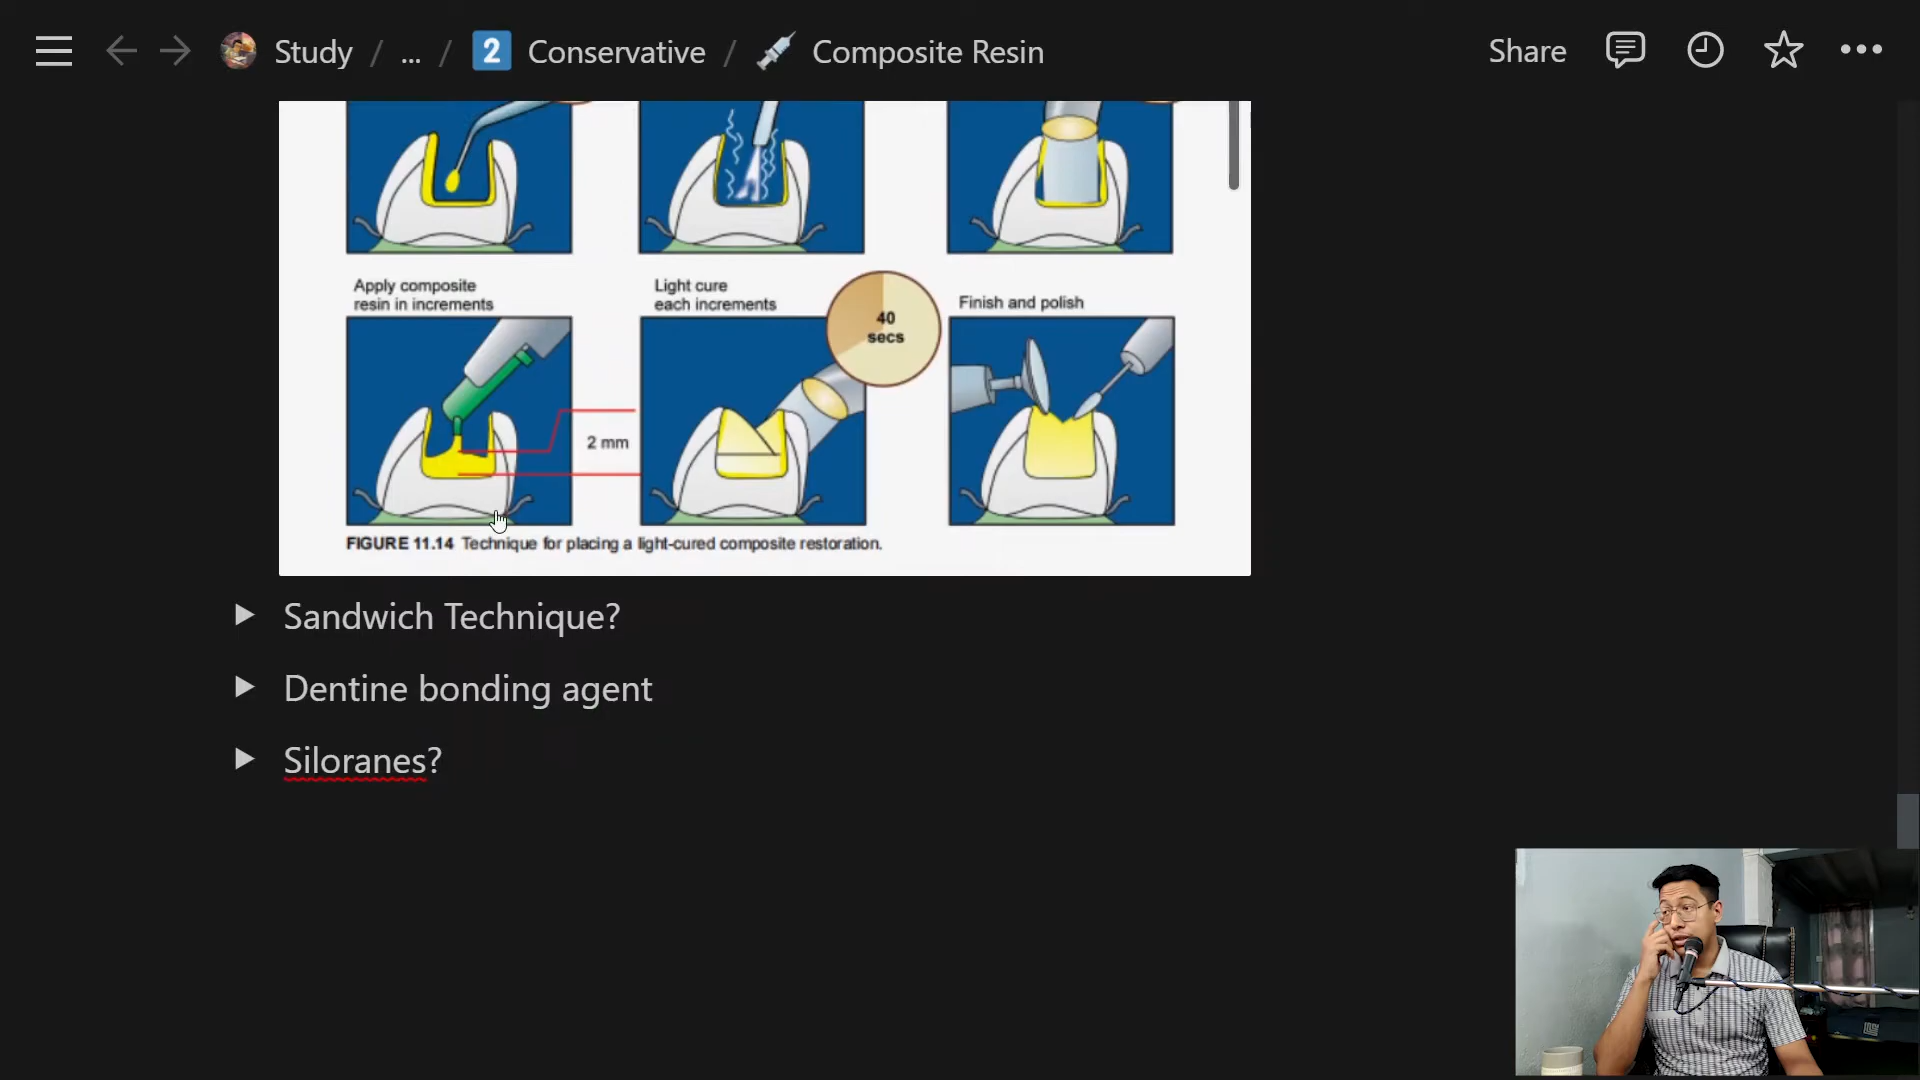 Study / ... / 2 Conservative / Composite Resin
Share
Apply composite
resin in increments
Light cure
each increments
Finish and polish
40
secs
2 mm
FIGURE 11.14 Technique for placing a light-cured composite restoration.
Sandwich Technique?
Dentine bonding agent
Siloranes?